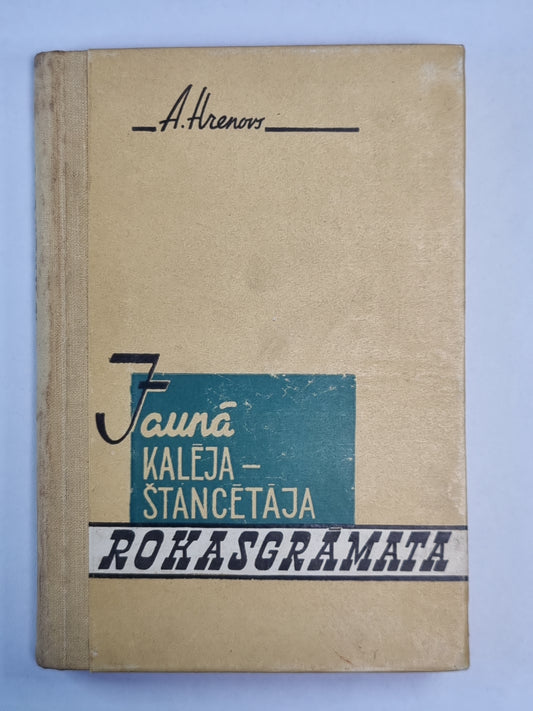 A. Hrenovs
Jaunā
KALĒJA –
ŠTANCĒTĀJA
ROKASGRĀMATA